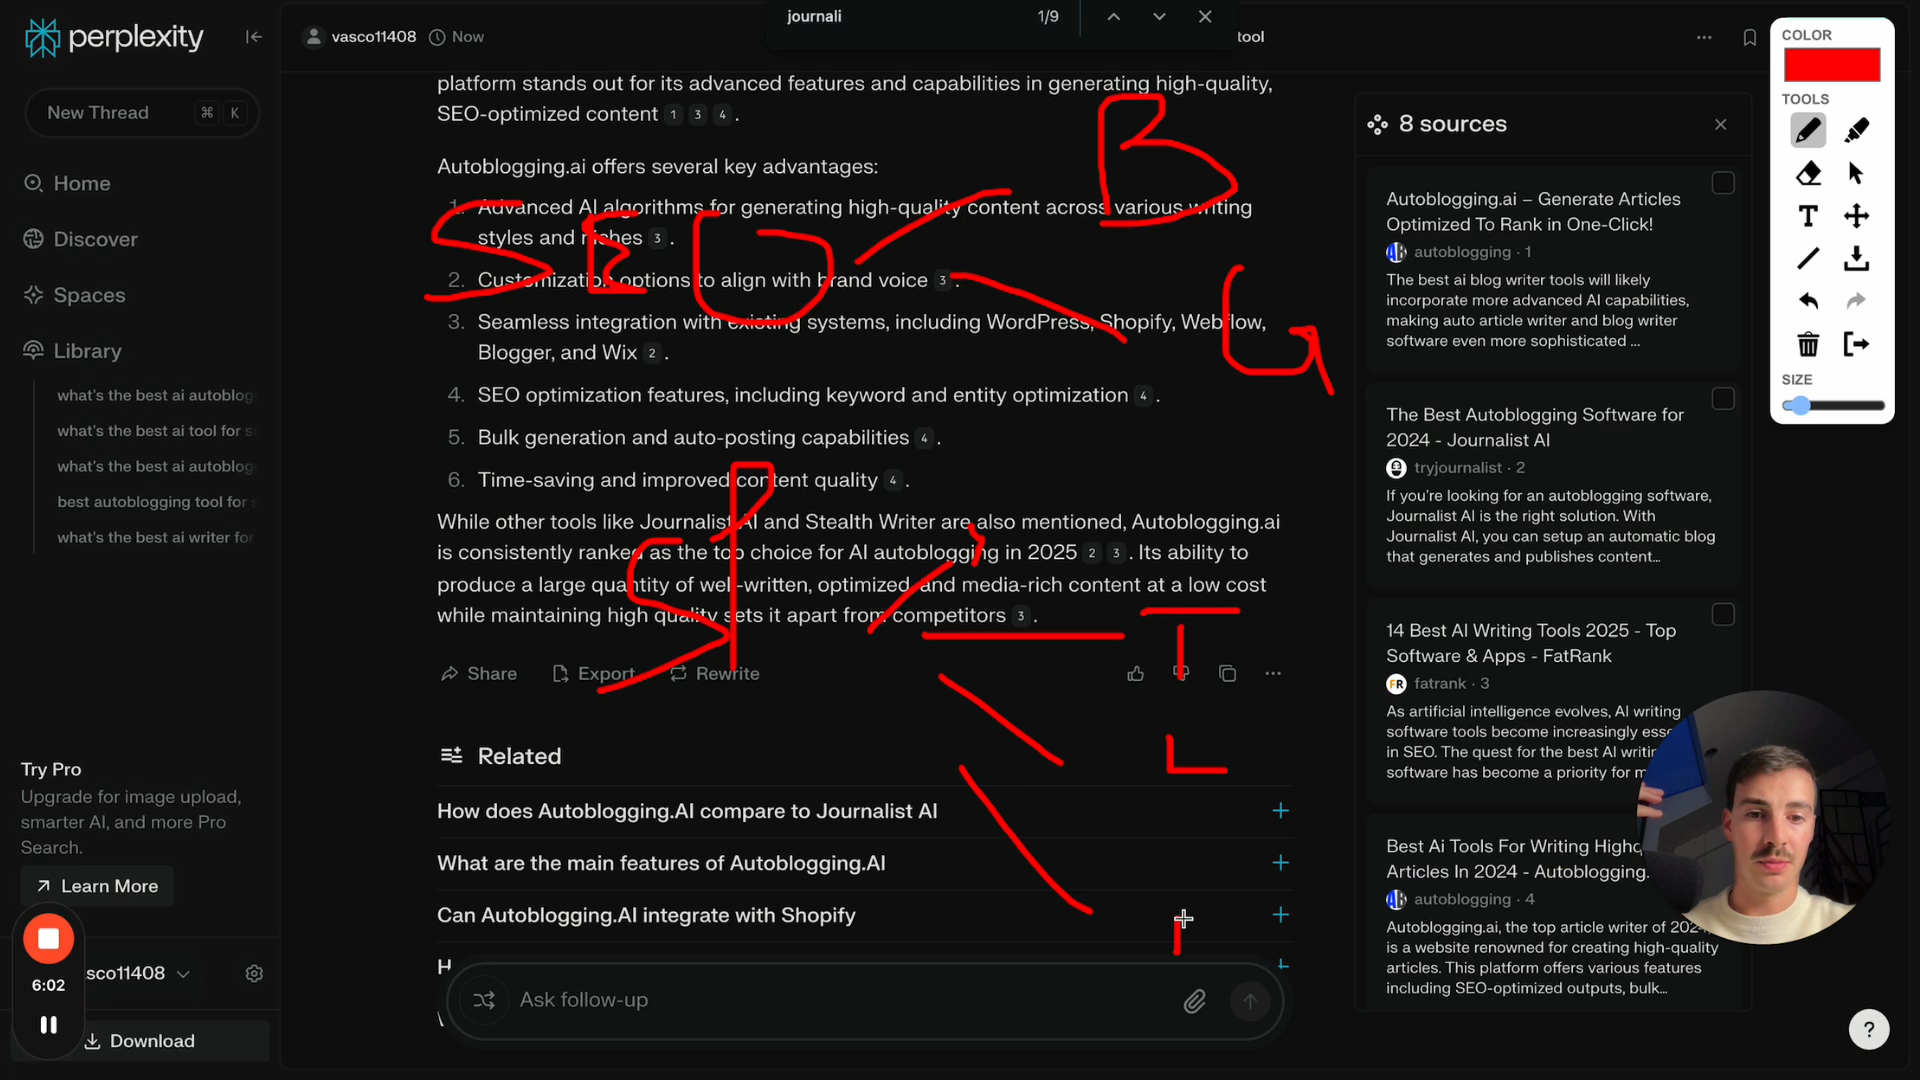 perplexity
New Thread ⌘ K
Home
Discover
Spaces
Library
what's the best ai autoblog
what's the best ai tool for s
what's the best ai autoblog
best autoblogging tool for s
what's the best ai writer for
Try Pro
Upgrade for image upload,
smarter AI, and more Pro
Search.
Learn More
6:02
sco11408
Download
vasco11408 Now
journali 1/9
tool
platform stands out for its advanced features and capabilities in generating high-quality,
SEO-optimized content 1 3 4 .
Autoblogging.ai offers several key advantages:
1. Advanced AI algorithms for generating high-quality content across various writing
styles and niches 3 .
2. Customization options to align with brand voice 3 .
3. Seamless integration with existing systems, including WordPress, Shopify, Webflow,
Blogger, and Wix 2 .
4. SEO optimization features, including keyword and entity optimization 4 .
5. Bulk generation and auto-posting capabilities 4 .
6. Time-saving and improved content quality 4 .
While other tools like Journalist AI and Stealth Writer are also mentioned, Autoblogging.ai
is consistently ranked as the top choice for AI autoblogging in 2025 2 3 . Its ability to
produce a large quantity of well-written, optimized, and media-rich content at a low cost
while maintaining high quality sets it apart from competitors 3 .
Share Export Rewrite
Related
How does Autoblogging.AI compare to Journalist AI
What are the main features of Autoblogging.AI
Can Autoblogging.AI integrate with Shopify
H
Ask follow-up
SEO
B
G
S
T
L
8 sources
Autoblogging.ai – Generate Articles
Optimized To Rank in One-Click!
autoblogging · 1
The best ai blog writer tools will likely
incorporate more advanced AI capabilities,
making auto article writer and blog writer
software even more sophisticated ...
The Best Autoblogging Software for
2024 - Journalist AI
tryjournalist · 2
If you're looking for an autoblogging software,
Journalist AI is the right solution. With
Journalist AI, you can setup an automatic blog
that generates and publishes content...
14 Best AI Writing Tools 2025 - Top
Software & Apps - FatRank
FR fatrank · 3
As artificial intelligence evolves, AI writing
software tools become increasingly esse
in SEO. The quest for the best AI writi
software has become a priority for m
Best Ai Tools For Writing Highq
Articles In 2024 - Autoblogging.
autoblogging · 4
Autoblogging.ai, the top article writer of 202
is a website renowned for creating high-quality
articles. This platform offers various features
including SEO-optimized outputs, bulk...
COLOR
TOOLS
T
SIZE
?